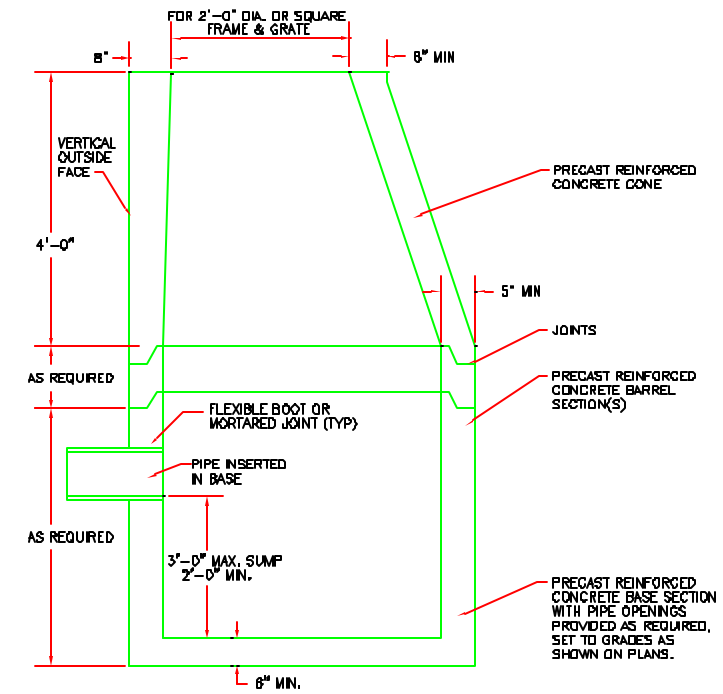 FOR 2'-0" DIA. OR SQUARE
FRAME & GRATE
8"
6" MIN
VERTICAL
OUTSIDE
FACE
PRECAST REINFORCED
CONCRETE CONE
4'-0"
5" MIN
JOINTS
AS REQUIRED
PRECAST REINFORCED
CONCRETE BARREL
SECTION(S)
FLEXIBLE BOOT OR
MORTARED JOINT (TYP)
PIPE INSERTED
IN BASE
AS REQUIRED
3'-0" MAX. SUMP
2'-0" MIN.
PRECAST REINFORCED
CONCRETE BASE SECTION
WITH PIPE OPENINGS
PROVIDED AS REQUIRED,
SET TO GRADES AS
SHOWN ON PLANS.
6" MIN.